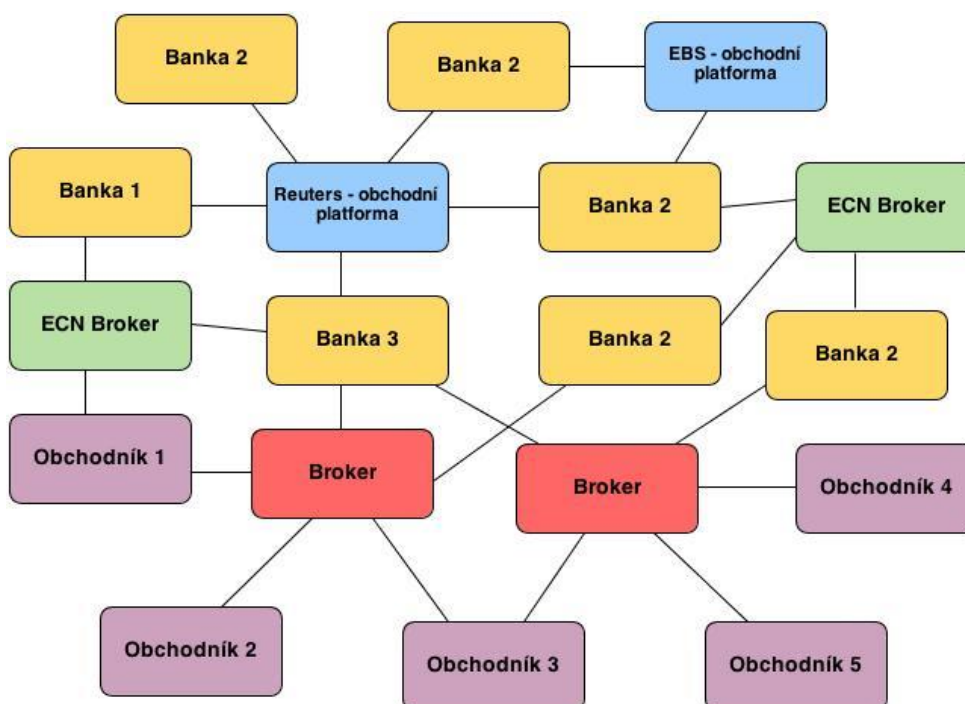 Banka 2
Banka 2
EBS - obchodní
platforma
Banka 1
Reuters - obchodní
platforma
Banka 2
ECN Broker
ECN Broker
Banka 3
Banka 2
Banka 2
Obchodník 1
Broker
Broker
Obchodník 4
Obchodník 2
Obchodník 3
Obchodník 5